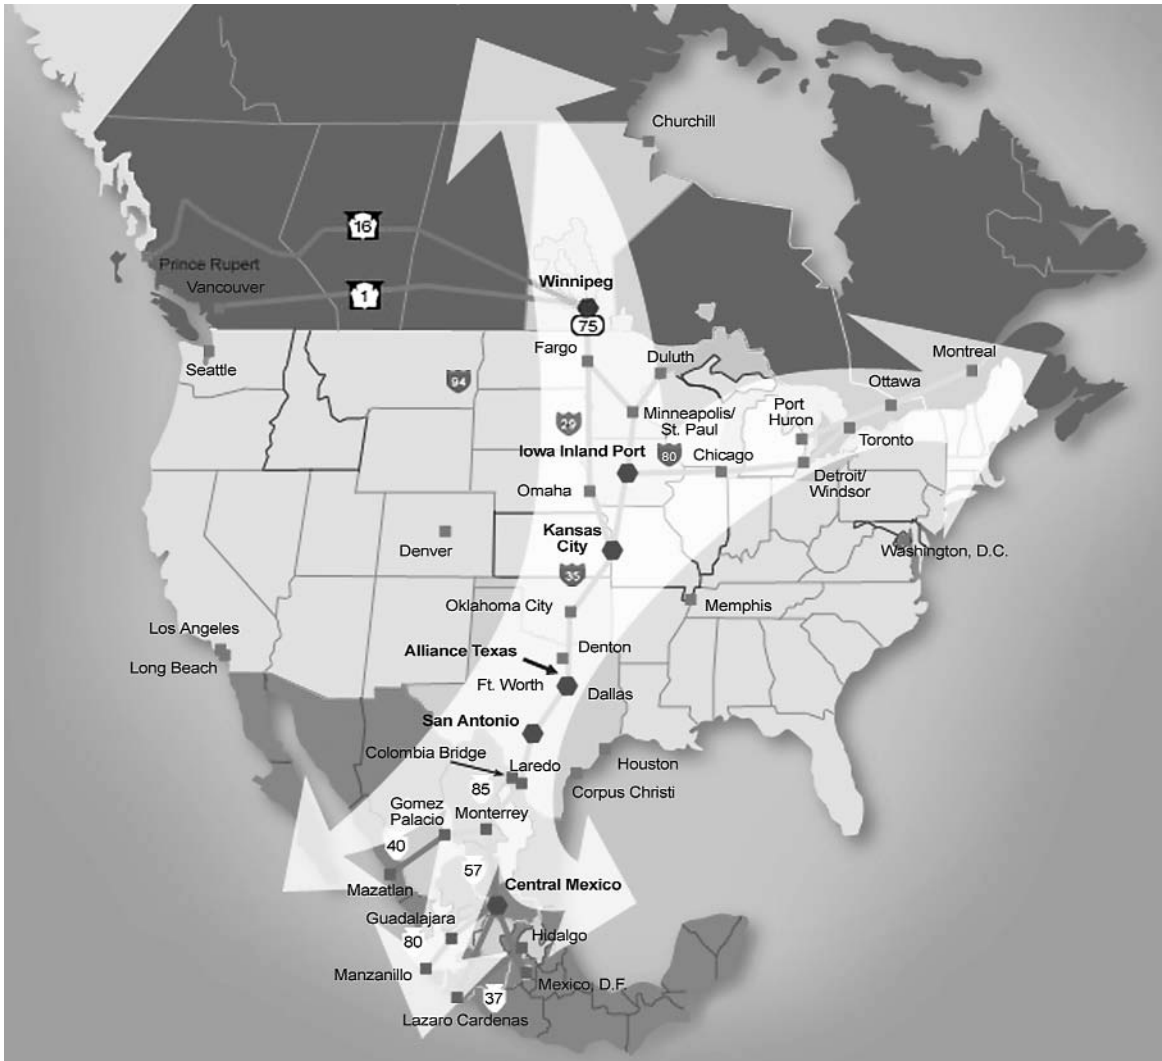 Churchill
16
Prince Rupert
Vancouver
1
Winnipeg
75
Seattle
Fargo
Duluth
Montreal
94
Ottawa
29
Minneapolis/
St. Paul
Port
Huron
Toronto
Iowa Inland Port
80
Chicago
Detroit/
Windsor
Omaha
Kansas
City
Denver
Washington, D.C.
35
Oklahoma City
Memphis
Los Angeles
Long Beach
Denton
Alliance Texas
Ft. Worth
Dallas
San Antonio
Colombia Bridge
Laredo
Houston
85
Corpus Christi
Gomez
Palacio
Monterrey
40
57
Mazatlan
Central Mexico
Guadalajara
80
Hidalgo
Manzanillo
Mexico, D.F.
37
Lazaro Cardenas